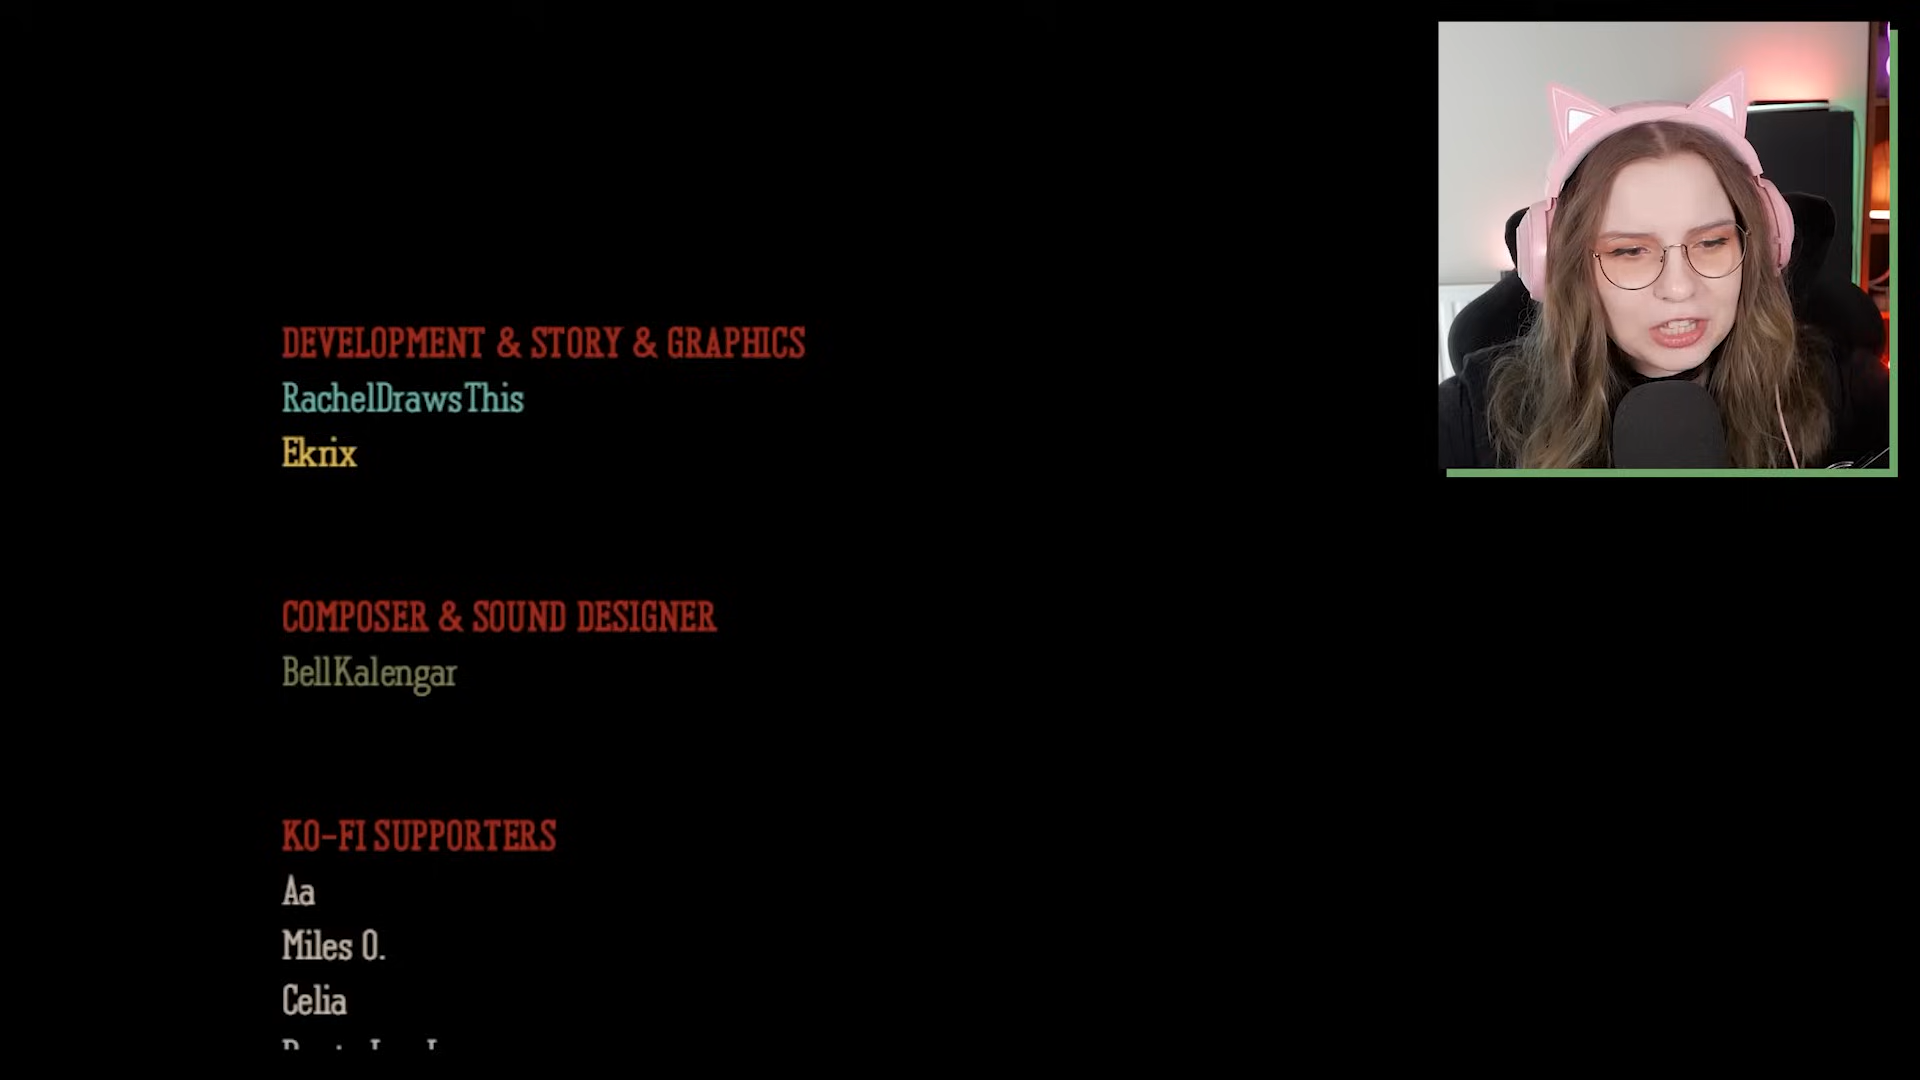 DEVELOPMENT & STORY & GRAPHICS
RachelDrawsThis
Ekrix
COMPOSER & SOUND DESIGNER
BellKalengar
KO-FI SUPPORTERS
Aa
Miles O.
Celia